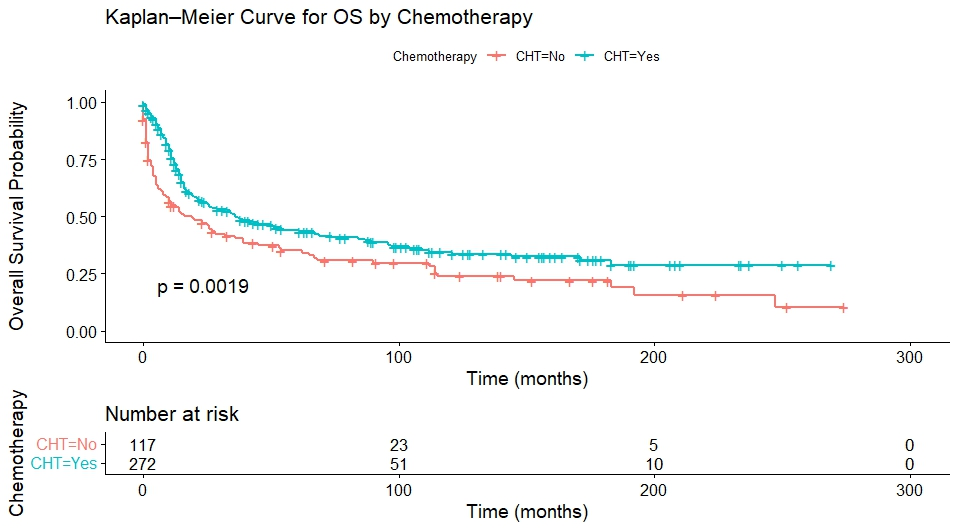 Kaplan–Meier Curve for OS by Chemotherapy
Chemotherapy CHT=No CHT=Yes
Overall Survival Probability
1.00
0.75
0.50
0.25
0.00
p = 0.0019
0 100 200 300
Time (months)
Number at risk
Chemotherapy
CHT=No 117 23 5 0
CHT=Yes 272 51 10 0
0 100 200 300
Time (months)